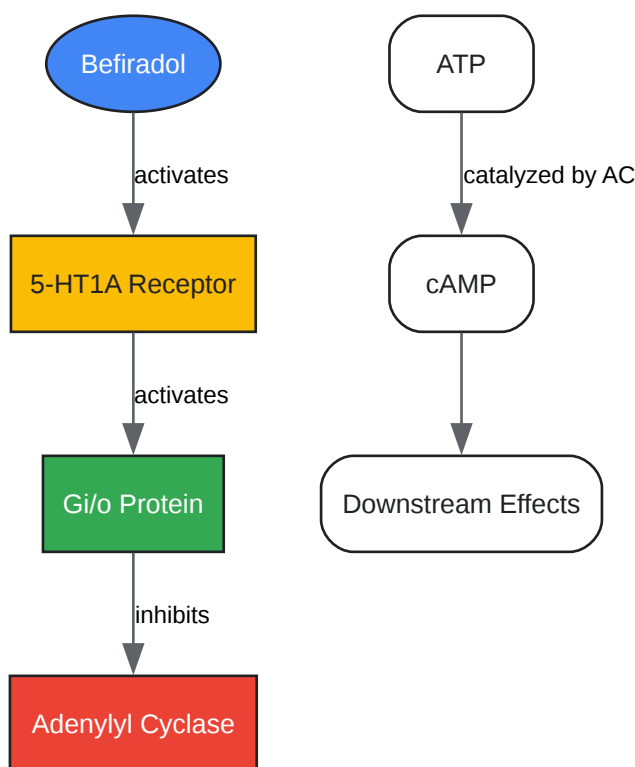 Befiradol
activates
5-HT1A Receptor
activates
Gi/o Protein
inhibits
Adenylyl Cyclase
ATP
catalyzed by AC
cAMP
Downstream Effects